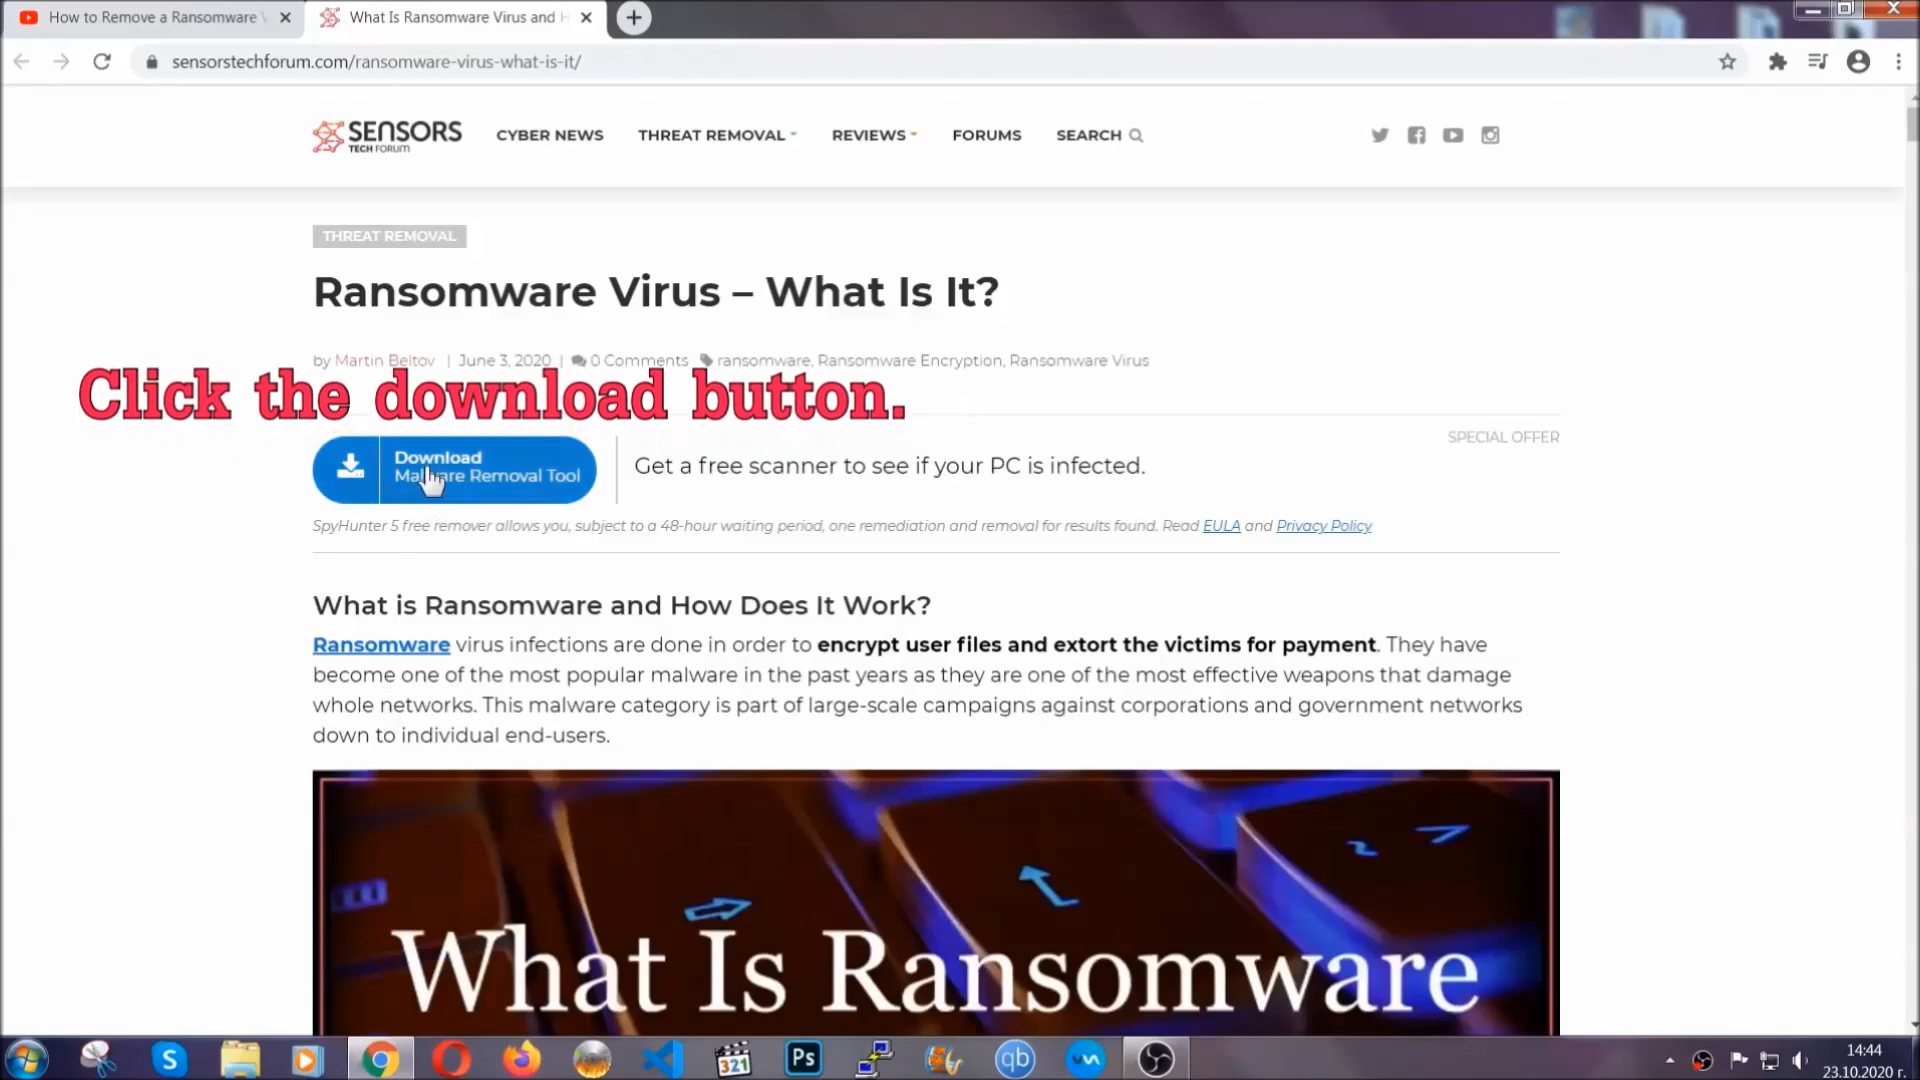 How to Remove a Ransomware
What Is Ransomware Virus and H
sensorstechforum.com/ransomware-virus-what-is-it/
SENSORS
TECH FORUM
CYBER NEWS
THREAT REMOVAL
REVIEWS
FORUMS
SEARCH
THREAT REMOVAL
Ransomware Virus – What Is It?
by Martin Beltov | June 3, 2020 | 0 Comments ransomware, Ransomware Encryption, Ransomware Virus
Click the download button.
SPECIAL OFFER
Download
Malware Removal Tool
Get a free scanner to see if your PC is infected.
SpyHunter 5 free remover allows you, subject to a 48-hour waiting period, one remediation and removal for results found. Read EULA and Privacy Policy
What is Ransomware and How Does It Work?
Ransomware virus infections are done in order to encrypt user files and extort the victims for payment. They have
become one of the most popular malware in the past years as they are one of the most effective weapons that damage
whole networks. This malware category is part of large-scale campaigns against corporations and government networks
down to individual end-users.
What Is Ransomware
S
321
Ps
qb
14:44
23.10.2020 г.